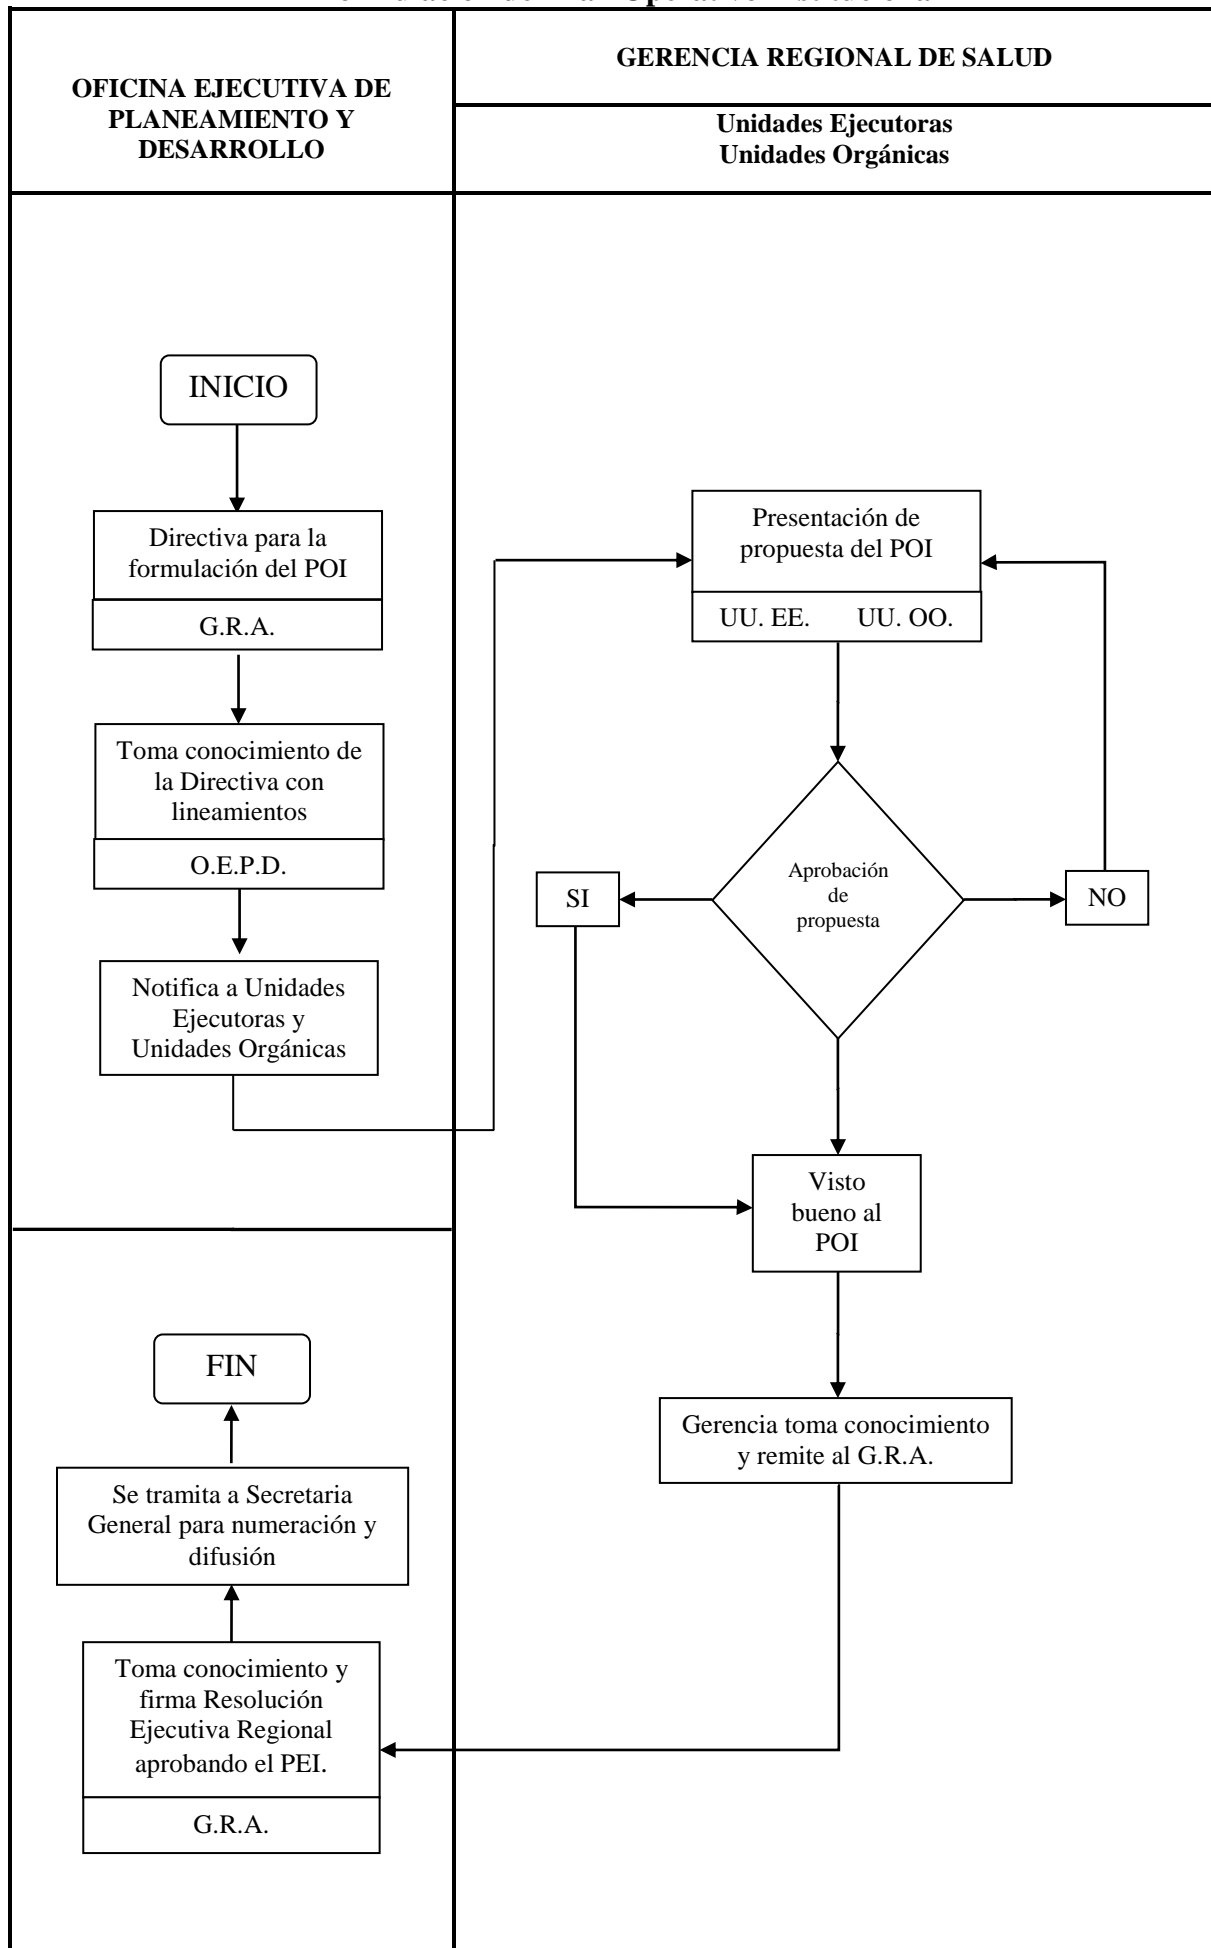 OFICINA EJECUTIVA DE
PLANEAMIENTO Y
DESARROLLO
GERENCIA REGIONAL DE SALUD
Unidades Ejecutoras
Unidades Orgánicas
INICIO
Directiva para la
formulación del POI
G.R.A.
Toma conocimiento de
la Directiva con
lineamientos
O.E.P.D.
Notifica a Unidades
Ejecutoras y
Unidades Orgánicas
Presentación de
propuesta del POI
UU. EE. UU. OO.
Aprobación
de
propuesta
SI
NO
Visto
bueno al
POI
Gerencia toma conocimiento
y remite al G.R.A.
FIN
Se tramita a Secretaria
General para numeración y
difusión
Toma conocimiento y
firma Resolución
Ejecutiva Regional
aprobando el PEI.
G.R.A.